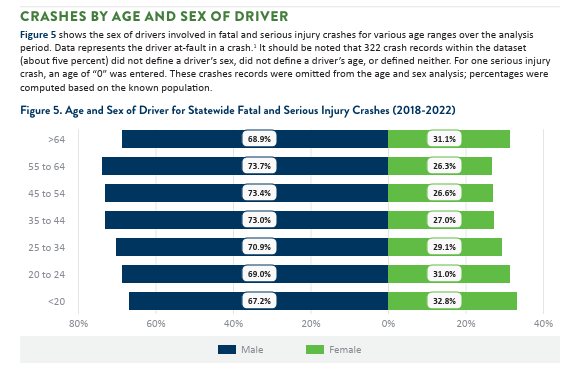 CRASHES BY AGE AND SEX OF DRIVER
Figure 5 shows the sex of drivers involved in fatal and serious injury crashes for various age ranges over the analysis
period. Data represents the driver at-fault in a crash.¹ It should be noted that 322 crash records within the dataset
(about five percent) did not define a driver's sex, did not define a driver's age, or defined neither. For one serious injury
crash, an age of "0" was entered. These crashes records were omitted from the age and sex analysis; percentages were
computed based on the known population.
Figure 5. Age and Sex of Driver for Statewide Fatal and Serious Injury Crashes (2018-2022)
>64 68.9% 31.1%
55 to 64 73.7% 26.3%
45 to 54 73.4% 26.6%
35 to 44 73.0% 27.0%
25 to 34 70.9% 29.1%
20 to 24 69.0% 31.0%
<20 67.2% 32.8%
80% 60% 40% 20% 0% 20% 40%
Male Female